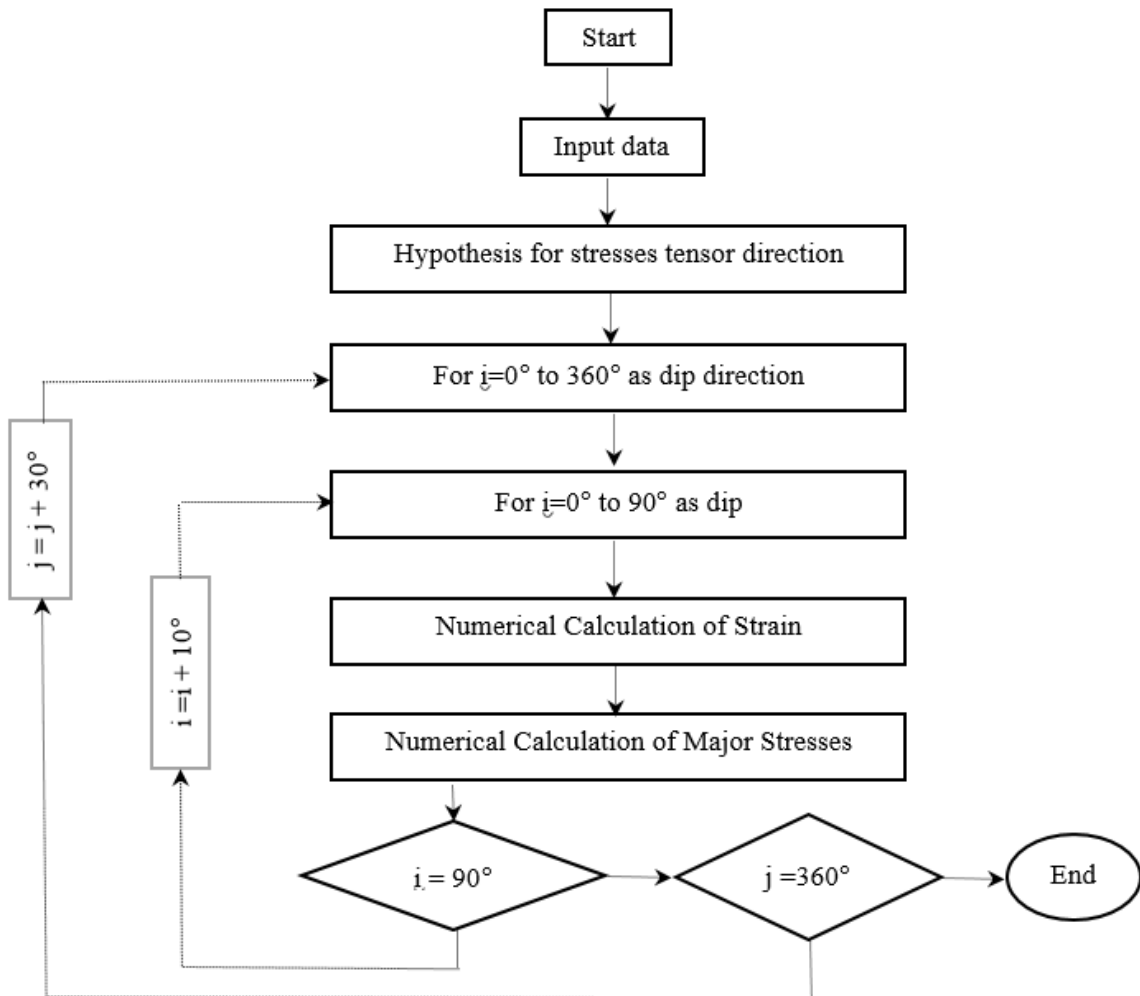 Start
Input data
Hypothesis for stresses tensor direction
For i=0° to 360° as dip direction
For i=0° to 90° as dip
j = j + 30°
i =i + 10°
Numerical Calculation of Strain
Numerical Calculation of Major Stresses
i = 90°
j =360°
End